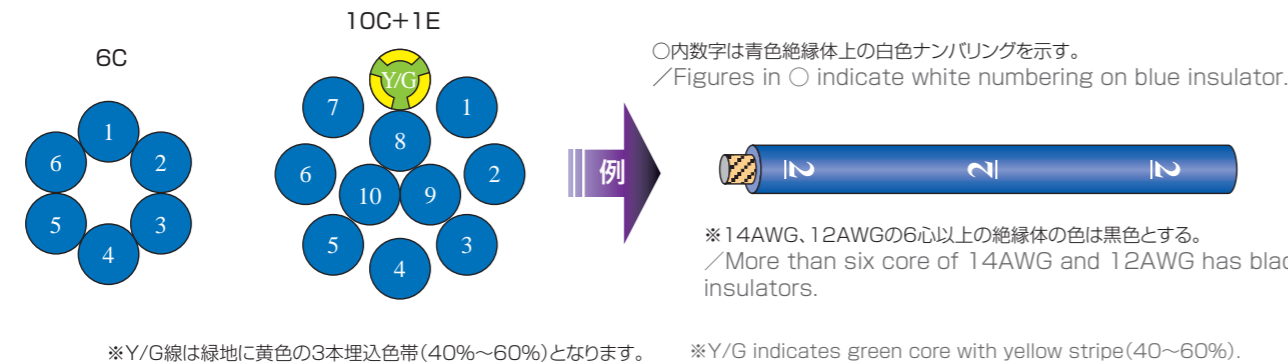 6C
1
2
3
4
5
6
10C+1E
Y/G
1
2
3
4
5
6
7
8
9
10
例
○内数字は青色絶縁体上の白色ナンバリングを示す。
／Figures in ○ indicate white numbering on blue insulator.
2 2 2
※14AWG、12AWGの6心以上の絶縁体の色は黒色とする。
／More than six core of 14AWG and 12AWG has blac
insulators.
※Y/G線は緑地に黄色の3本埋込色帯(40%～60%)となります。
※Y/G indicates green core with yellow stripe(40～60%).